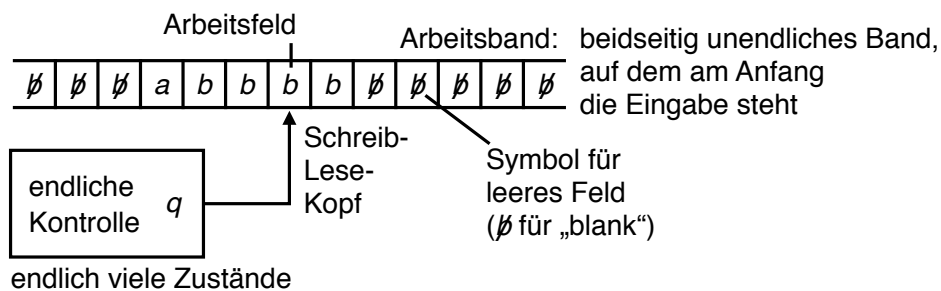 Arbeitsfeld
Arbeitsband: beidseitig unendliches Band,
auf dem am Anfang
die Eingabe steht
b̸ b̸ b̸ a b b b b b̸ b̸ b̸ b̸ b̸
Schreib-
Lese-
Kopf
Symbol für
leeres Feld
(b̸ für „blank“)
endliche
Kontrolle q
endlich viele Zustände